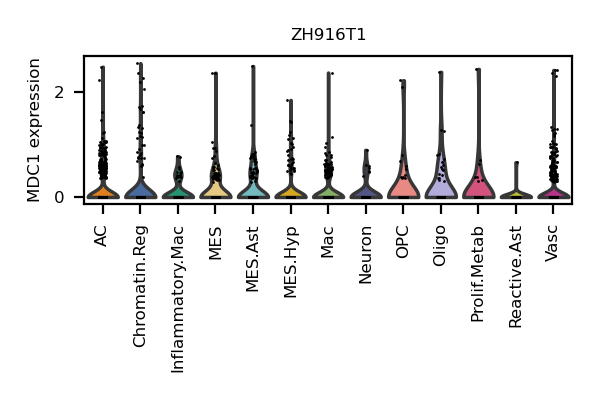 ZH916T1
MDC1 expression
2
0
AC
Chromatin.Reg
Inflammatory.Mac
MES
MES.Ast
MES.Hyp
Mac
Neuron
OPC
Oligo
Prolif.Metab
Reactive.Ast
Vasc